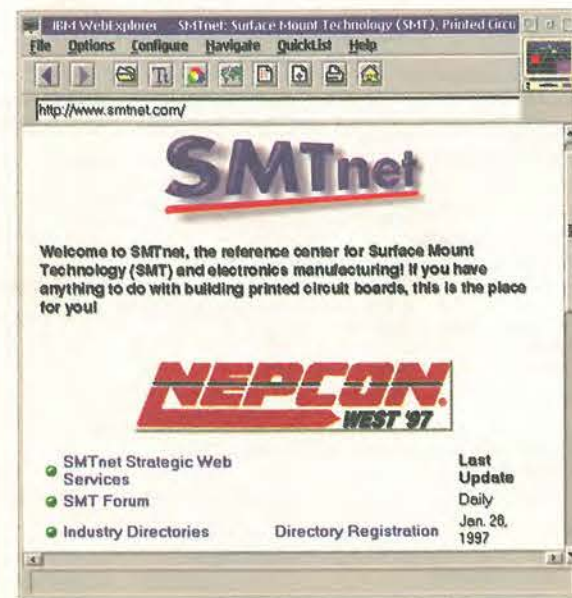 IBM WebExplorer - SMTnet: Surface Mount Technology (SMT), Printed Circu
File Options Configure Navigate QuickList Help
http://www.smtnet.com/
SMTnet
Welcome to SMTnet, the reference center for Surface Mount
Technology (SMT) and electronics manufacturing! If you have
anything to do with building printed circuit boards, this is the place
for you!
NEPCON.
WEST '97
SMTnet Strategic Web
Services
Last
Update
SMT Forum
Daily
Industry Directories Directory Registration
Jan. 28,
1997